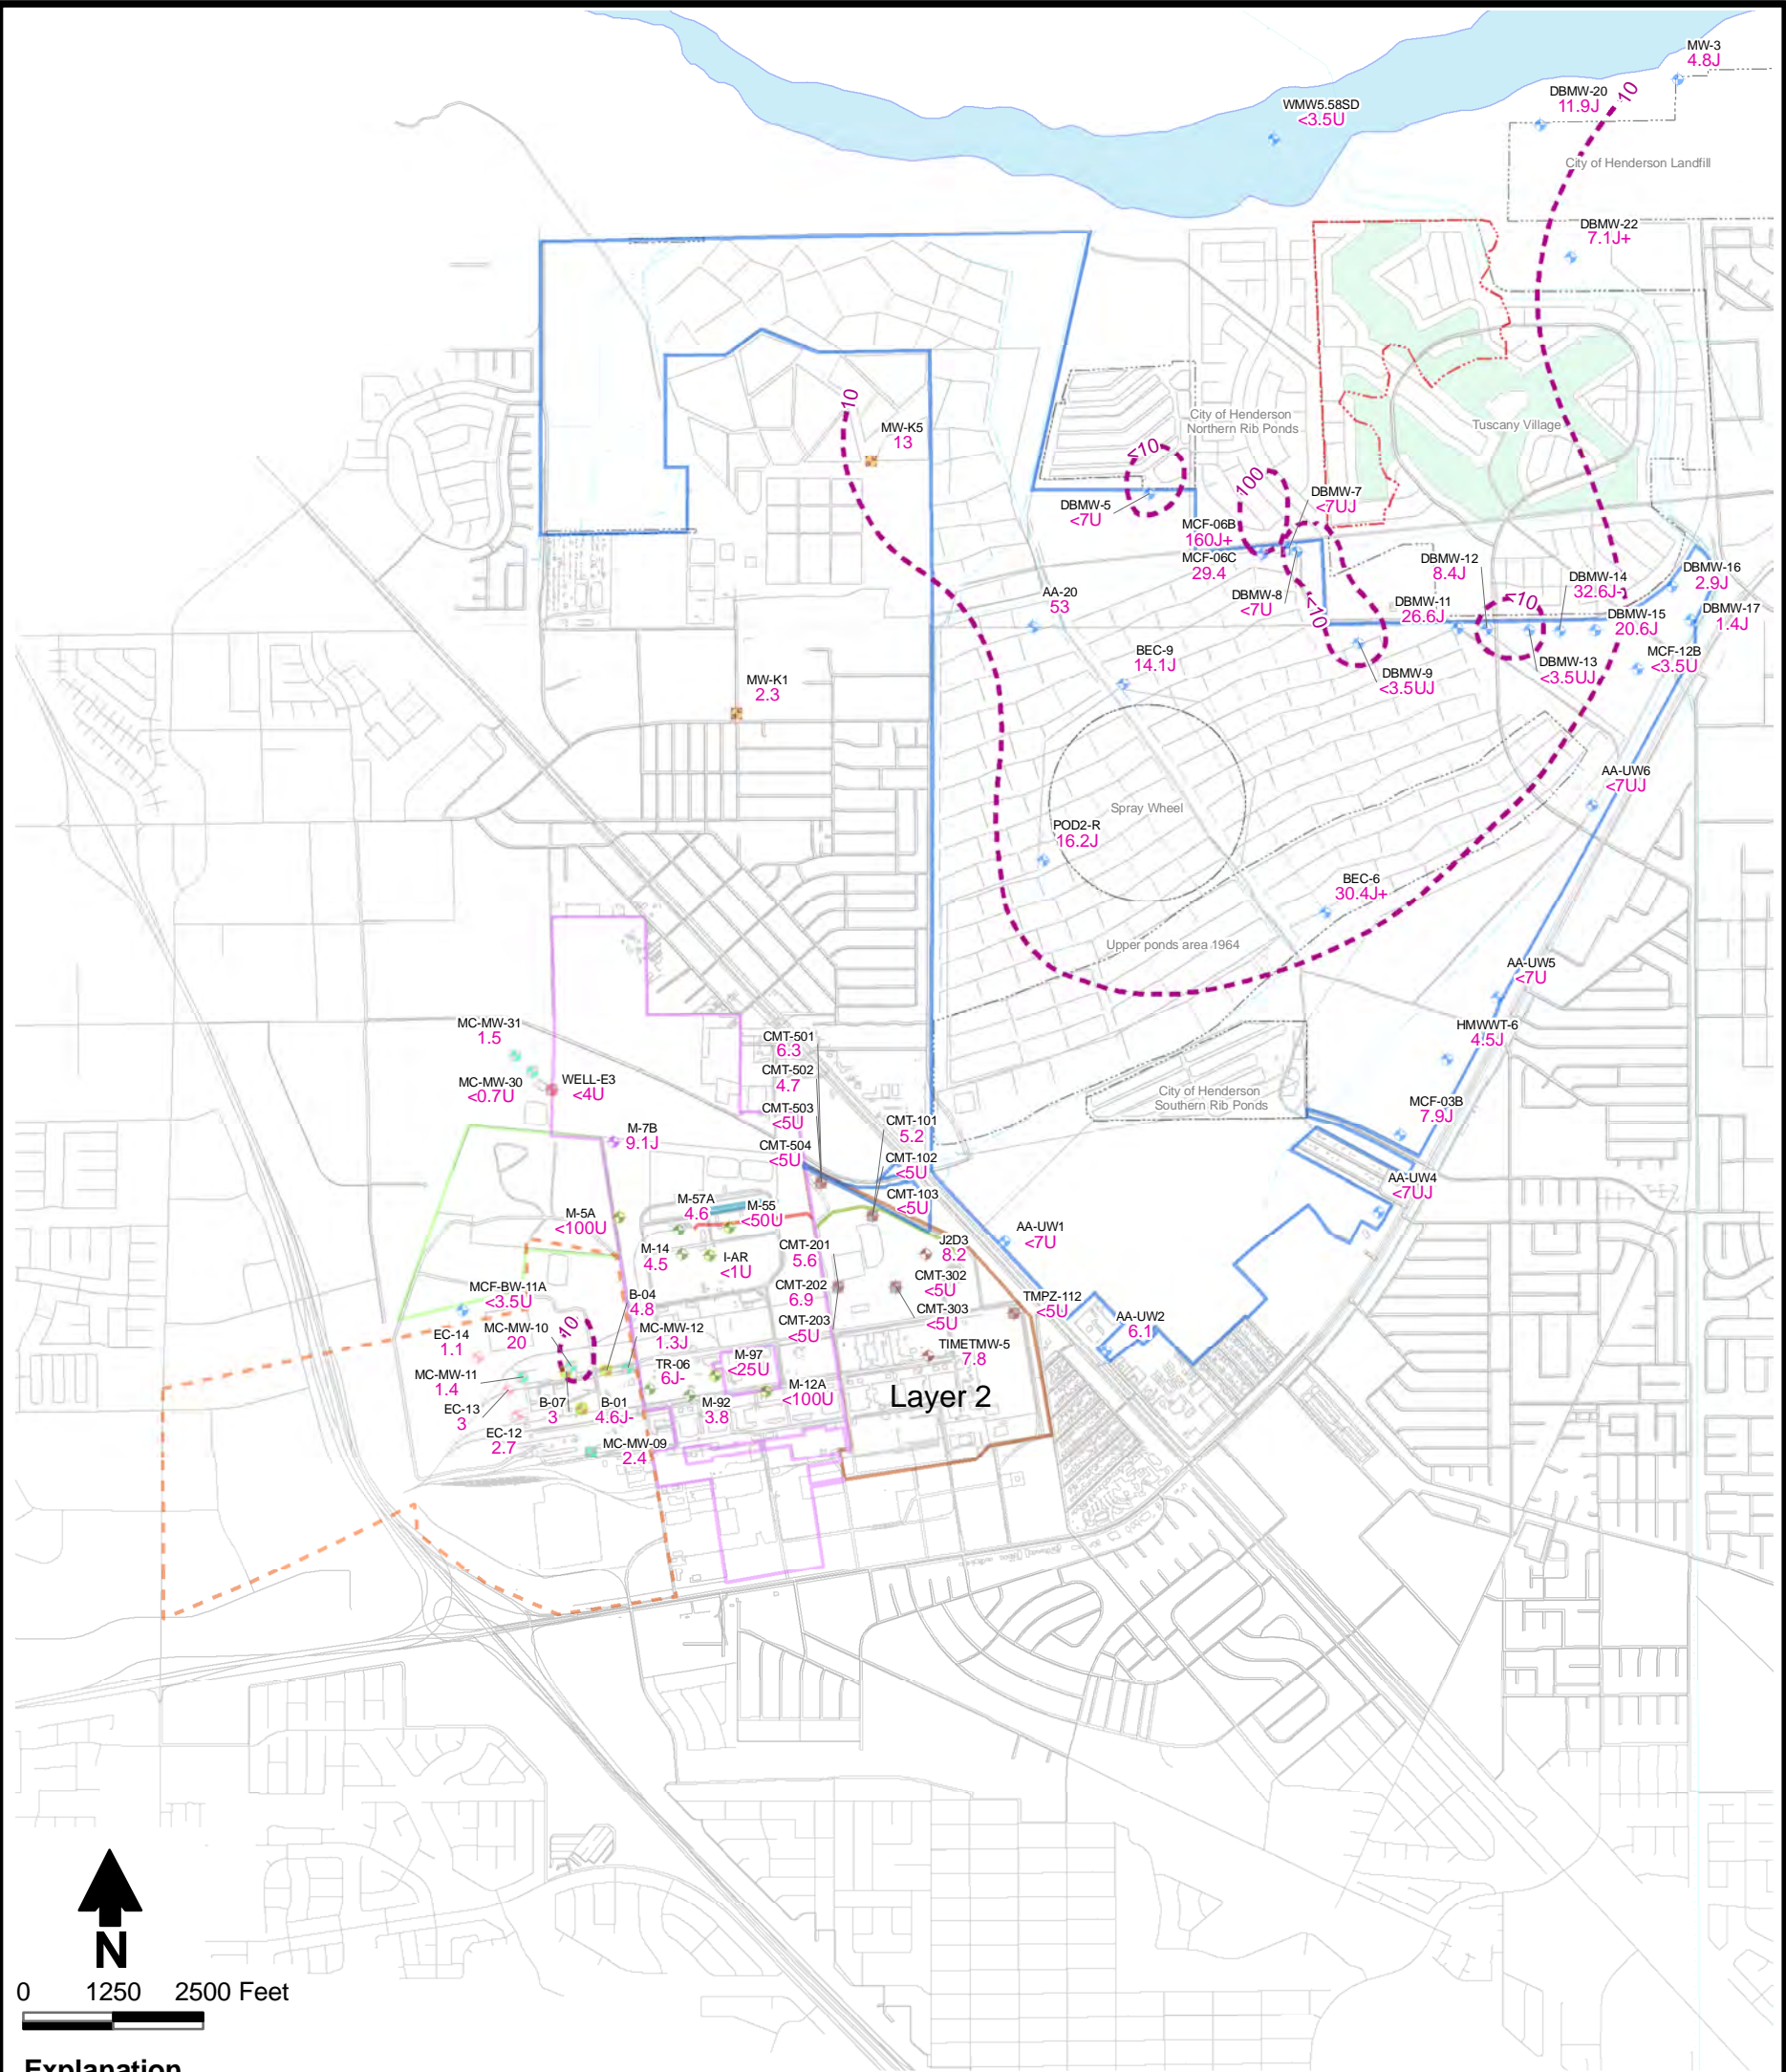 MW-3
4.8J
DBMW-20
11.9J
10
WMW5.58SD
<3.5U
City of Henderson Landfill
DBMW-22
7.1J+
10
MW-K5
13
City of Henderson
Northern Rib Ponds
Tuscany Village
<10
100
DBMW-7
<7UJ
DBMW-5
<7U
MCF-06B
160J+
MCF-06C
29.4
DBMW-12
8.4J
DBMW-14
32.6J-
DBMW-16
2.9J
AA-20
53
DBMW-8
<7U
<10
DBMW-11
26.6J
<10
DBMW-15
20.6J
DBMW-17
1.4J
BEC-9
14.1J
DBMW-9
<3.5UJ
DBMW-13
<3.5UJ
MCF-12B
<3.5U
MW-K1
2.3
AA-UW6
<7UJ
Spray Wheel
POD2-R
16.2J
BEC-6
30.4J+
Upper ponds area 1964
AA-UW5
<7U
HMWWT-6
4.5J
MC-MW-31
1.5
CMT-501
6.3
CMT-502
4.7
MC-MW-30
<0.7U
WELL-E3
<4U
City of Henderson
Southern Rib Ponds
MCF-03B
7.9J
CMT-503
<5U
CMT-101
5.2
M-7B
9.1J
CMT-504
<5U
CMT-102
<5U
AA-UW4
<7UJ
CMT-103
<5U
M-57A
4.6
M-55
<50U
M-5A
<100U
AA-UW1
<7U
M-14
4.5
I-AR
<1U
CMT-201
5.6
J2D3
8.2
MCF-BW-11A
<3.5U
B-04
4.8
CMT-202
6.9
CMT-302
<5U
CMT-303
<5U
TMPZ-112
<5U
AA-UW2
6.1
EC-14
1.1
MC-MW-10
20
10
MC-MW-12
1.3J
CMT-203
<5U
TIMETMW-5
7.8
MC-MW-11
1.4
TR-06
6J-
M-97
<25U
EC-13
3
B-07
3
B-01
4.6J-
M-92
3.8
M-12A
<100U
Layer 2
EC-12
2.7
MC-MW-09
2.4
N
0 1250 2500 Feet
Explanation